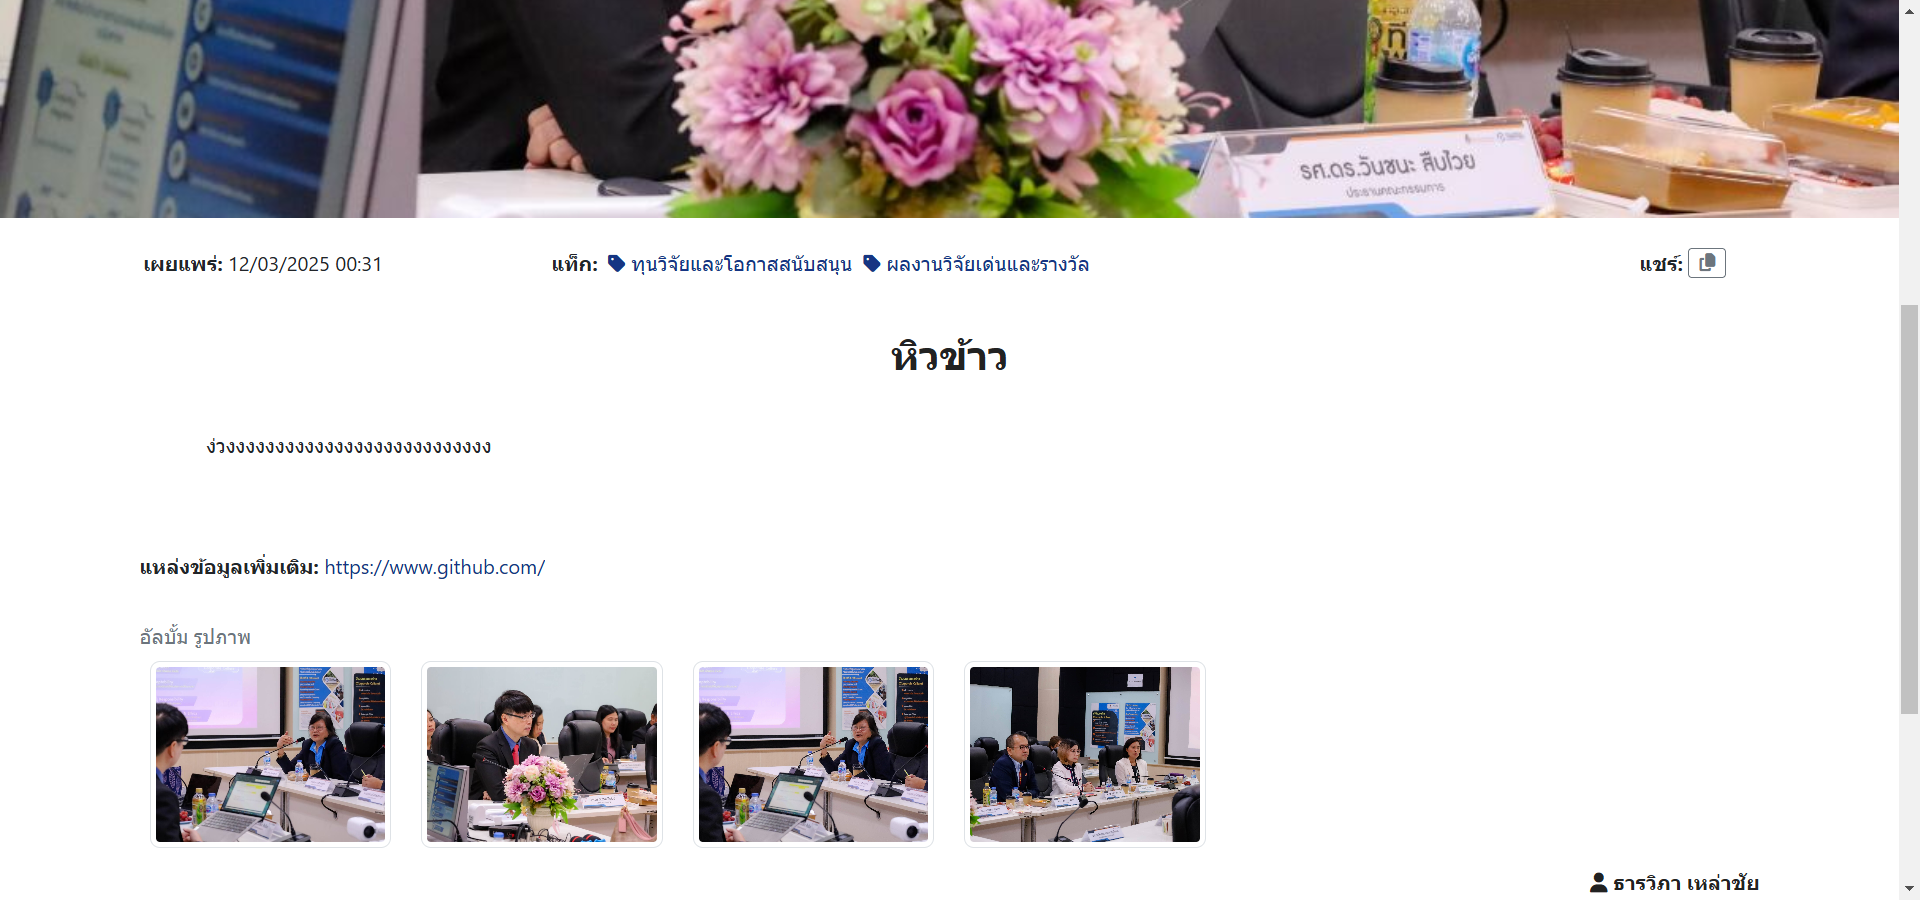 รศ.ดร.วันชนะ สืบไวย
ประธานคณะกรรมการ
เผยแพร่: 12/03/2025 00:31
แท็ก: ทุนวิจัยและโอกาสสนับสนุน ผลงานวิจัยเด่นและรางวัล
แชร์:
หิวข้าว
ง่วงงงงงงงงงงงงงงงงงงงงงงงงงงง
แหล่งข้อมูลเพิ่มเติม: https://www.github.com/
อัลบั้ม รูปภาพ
ธารวิภา เหล่าชัย